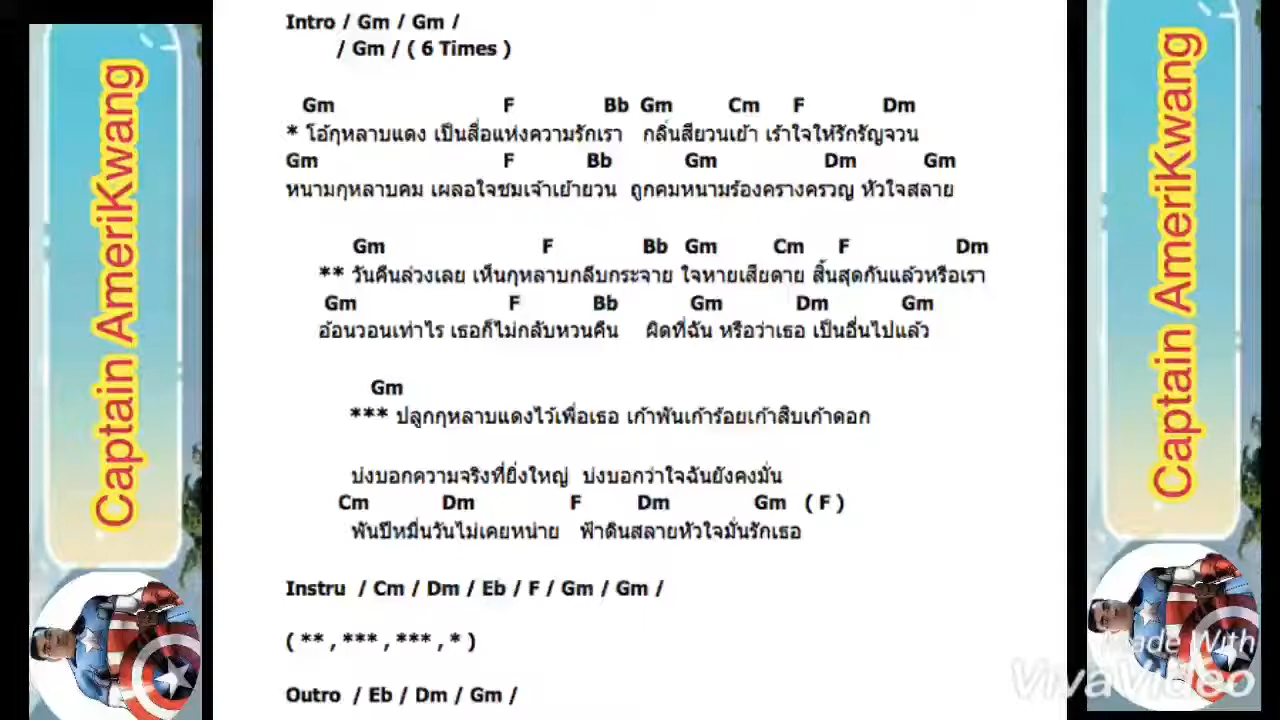 Intro / Gm / Gm /
/ Gm / ( 6 Times )
Gm F Bb Gm Cm F Dm
* โอ้กุหลาบแดง เป็นสื่อแห่งความรักเรา กลิ่นสียวนเย้า เร้าใจให้รักรัญจวน
Gm F Bb Gm Dm Gm
หนามกุหลาบคม เผลอใจชมเจ้าเย้ายวน ถูกคมหนามร้องครางครวญ หัวใจสลาย
Gm F Bb Gm Cm F Dm
** วันคืนล่วงเลย เห็นกุหลาบกลีบกระจาย ใจหายเสียดาย สิ้นสุดกันแล้วหรือเรา
Gm F Bb Gm Dm Gm
อ้อนวอนเท่าไร เธอก็ไม่กลับหวนคืน ผิดที่ฉัน หรือว่าเธอ เป็นอื่นไปแล้ว
Gm
*** ปลูกกุหลาบแดงไว้เพื่อเธอ เก้าพันเก้าร้อยเก้าสิบเก้าดอก
บ่งบอกความจริงที่ยิ่งใหญ่ บ่งบอกว่าใจฉันยังคงมั่น
Cm Dm F Dm Gm ( F )
พันปีหมื่นวันไม่เคยหน่าย ฟ้าดินสลายหัวใจมั่นรักเธอ
Instru / Cm / Dm / Eb / F / Gm / Gm /
( ** , *** , *** , * )
Outro / Eb / Dm / Gm /
Captain AmeriKwang
Captain AmeriKwang
Made With
VivaVideo